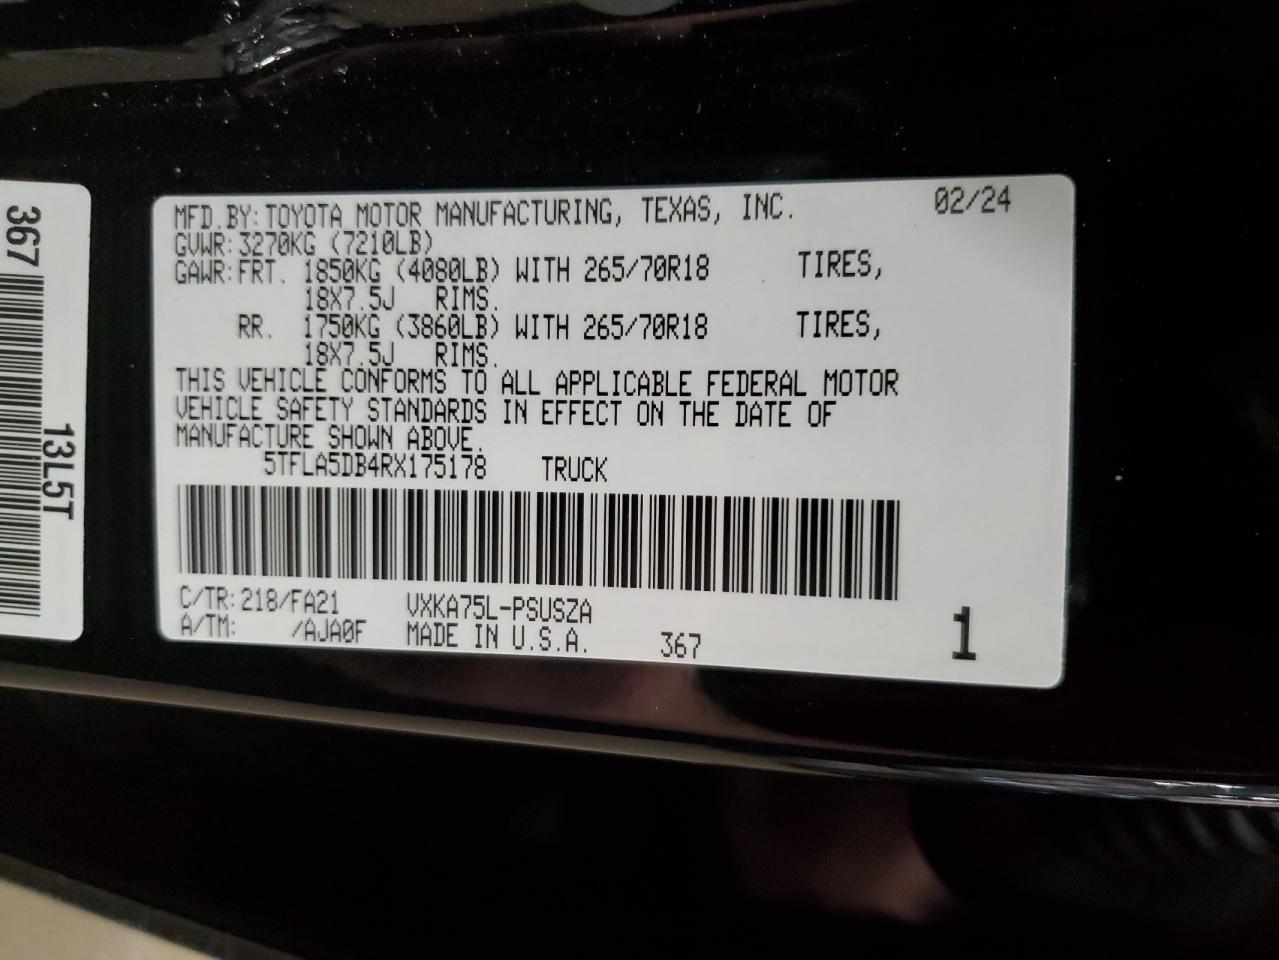 367
13L5T
MFD.BY:TOYOTA MOTOR MANUFACTURING, TEXAS, INC. 02/24
GVWR:3270KG (7210LB)
GAWR:FRT. 1850KG (4080LB) WITH 265/70R18 TIRES,
18X7.5J RIMS.
RR. 1750KG (3860LB) WITH 265/70R18 TIRES,
18X7.5J RIMS.
THIS VEHICLE CONFORMS TO ALL APPLICABLE FEDERAL MOTOR
VEHICLE SAFETY STANDARDS IN EFFECT ON THE DATE OF
MANUFACTURE SHOWN ABOVE.
5TFLA5DB4RX175178 TRUCK
C/TR:218/FA21 VXKA75L-PSUSZA
A/TM: /AJA0F MADE IN U.S.A. 367 1